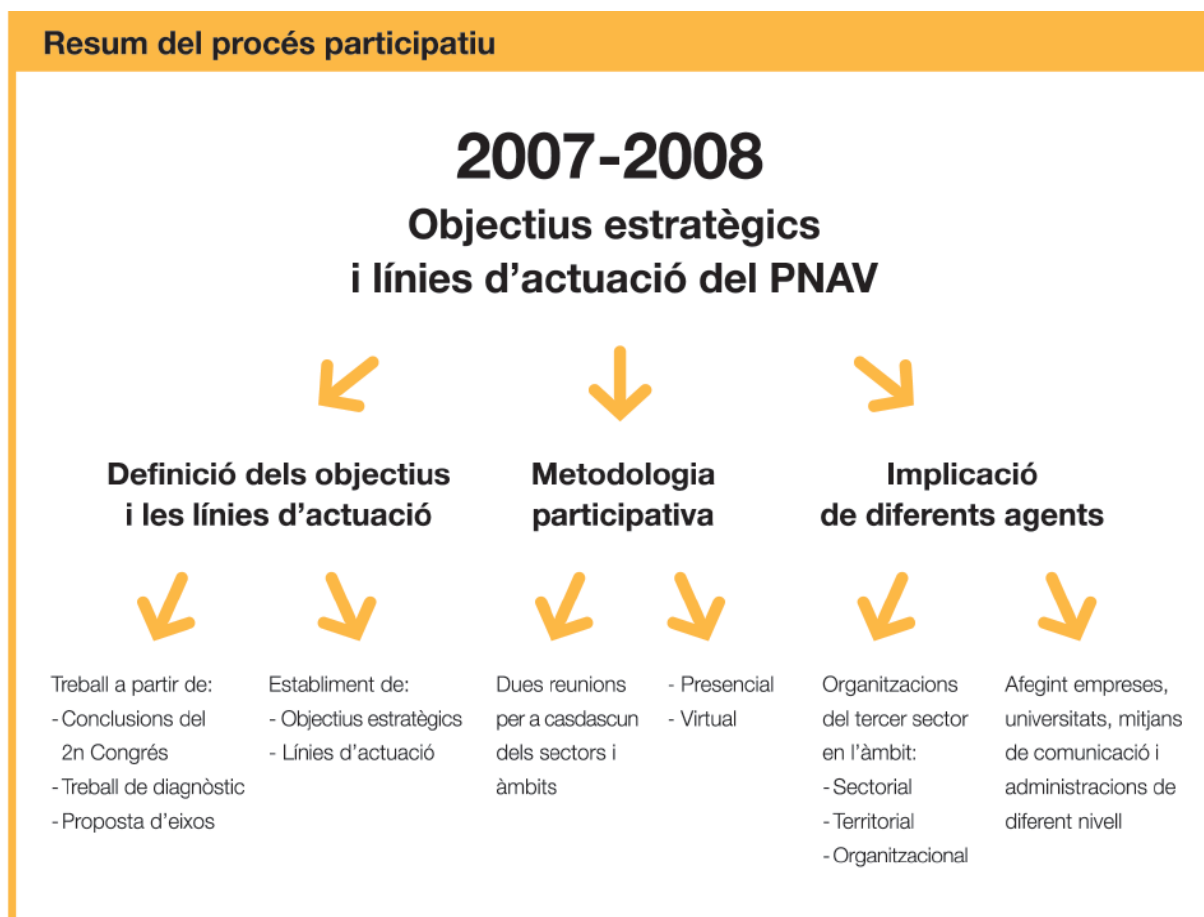 Resum del procés participatiu
2007-2008
Objectius estratègics
i línies d’actuació del PNAV
Definició dels objectius
i les línies d’actuació
Metodologia
participativa
Implicació
de diferents agents
Treball a partir de:
- Conclusions del
2n Congrés
- Treball de diagnòstic
- Proposta d’eixos
Establiment de:
- Objectius estratègics
- Línies d’actuació
Dues reunions
per a casdascun
dels sectors i
àmbits
- Presencial
- Virtual
Organitzacions
del tercer sector
en l’àmbit:
- Sectorial
- Territorial
- Organitzacional
Afegint empreses,
universitats, mitjans
de comunicació i
administracions de
diferent nivell